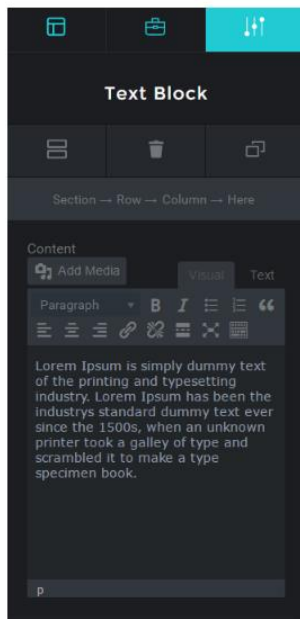 Text Block
Section → Row → Column → Here
Content
Add Media
Visual Text
Paragraph
Lorem Ipsum is simply dummy text
of the printing and typesetting
industry. Lorem Ipsum has been the
industrys standard dummy text ever
since the 1500s, when an unknown
printer took a galley of type and
scrambled it to make a type
specimen book.
p